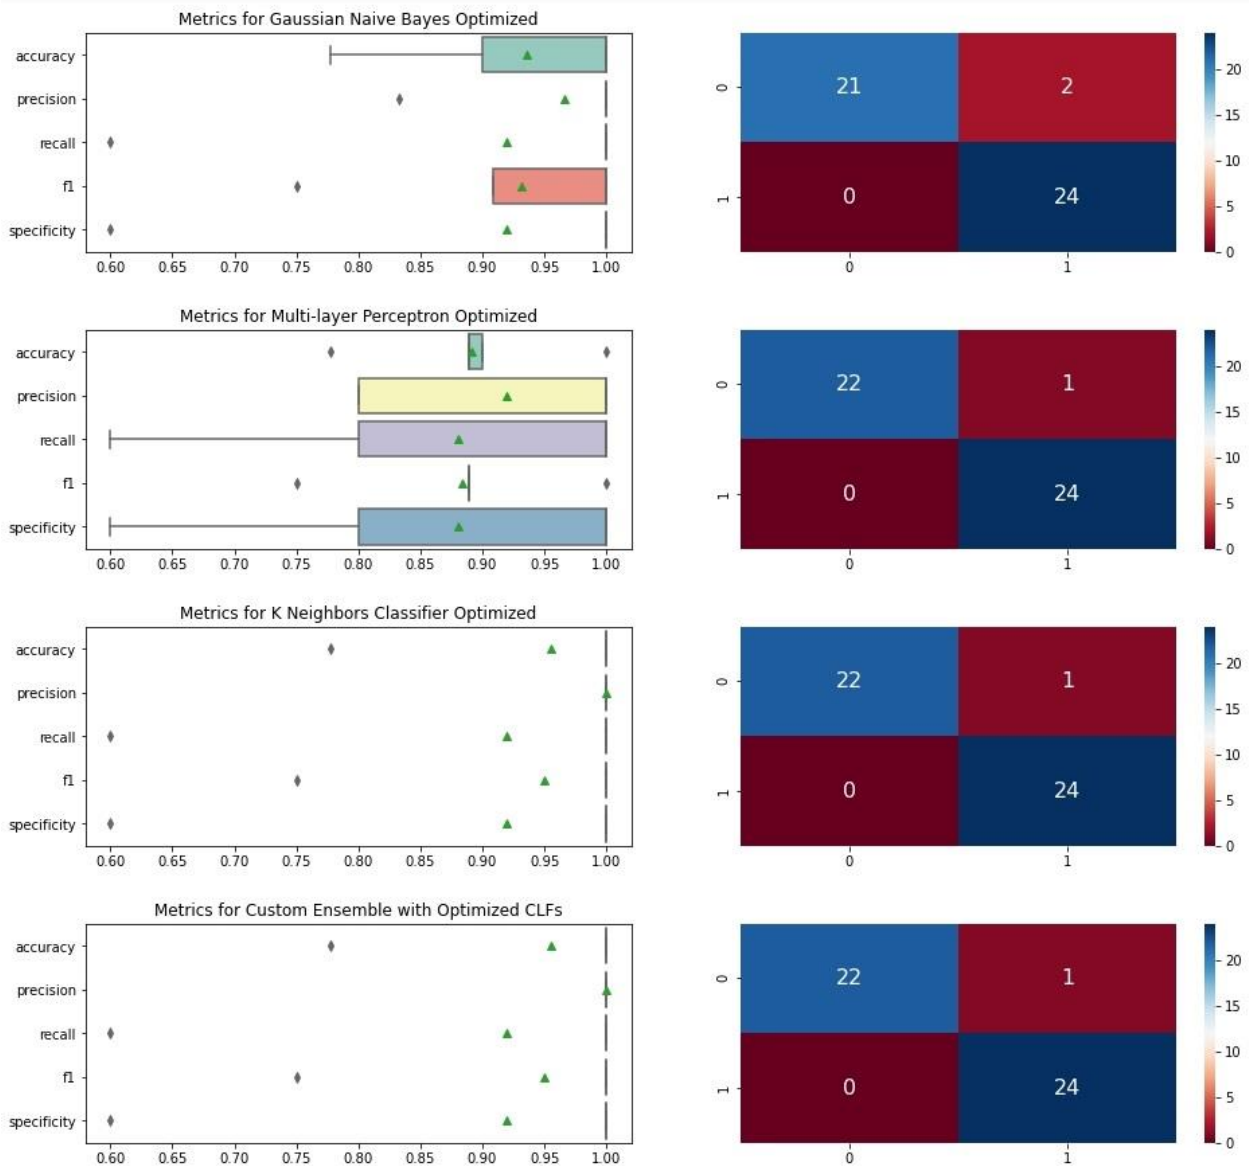 Metrics for Gaussian Naive Bayes Optimized
accuracy
precision
recall
f1
specificity
0.60 0.65 0.70 0.75 0.80 0.85 0.90 0.95 1.00
0 21 2
1 0 24
0 1
20
15
10
5
0
Metrics for Multi-layer Perceptron Optimized
accuracy
precision
recall
f1
specificity
0.60 0.65 0.70 0.75 0.80 0.85 0.90 0.95 1.00
0 22 1
1 0 24
0 1
20
15
10
5
0
Metrics for K Neighbors Classifier Optimized
accuracy
precision
recall
f1
specificity
0.60 0.65 0.70 0.75 0.80 0.85 0.90 0.95 1.00
0 22 1
1 0 24
0 1
20
15
10
5
0
Metrics for Custom Ensemble with Optimized CLFs
accuracy
precision
recall
f1
specificity
0.60 0.65 0.70 0.75 0.80 0.85 0.90 0.95 1.00
0 22 1
1 0 24
0 1
20
15
10
5
0